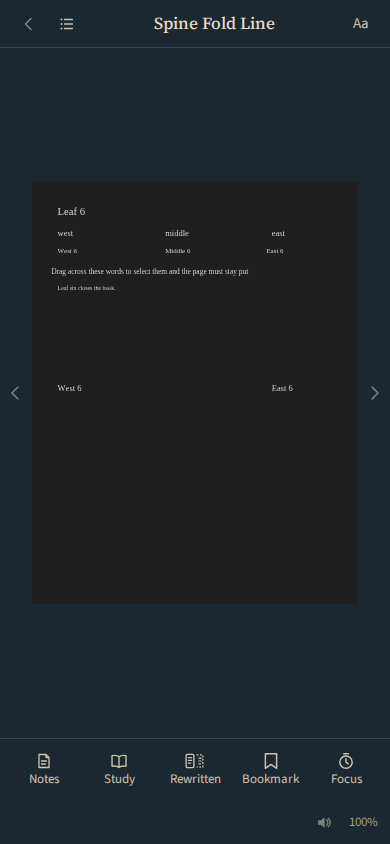 Spine Fold Line
Aa
Leaf 6
west middle east
West 6 Middle 6 East 6
Drag across these words to select them and the page must stay put
Leaf six closes the book.
West 6 East 6
Notes Study Rewritten Bookmark Focus
100%